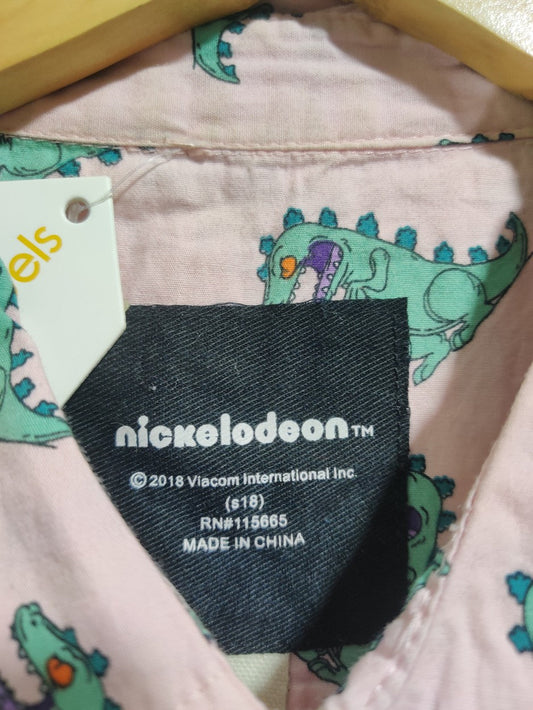 els
nickelodeon™
© 2018 Viacom International Inc.
(s18)
RN#115665
MADE IN CHINA